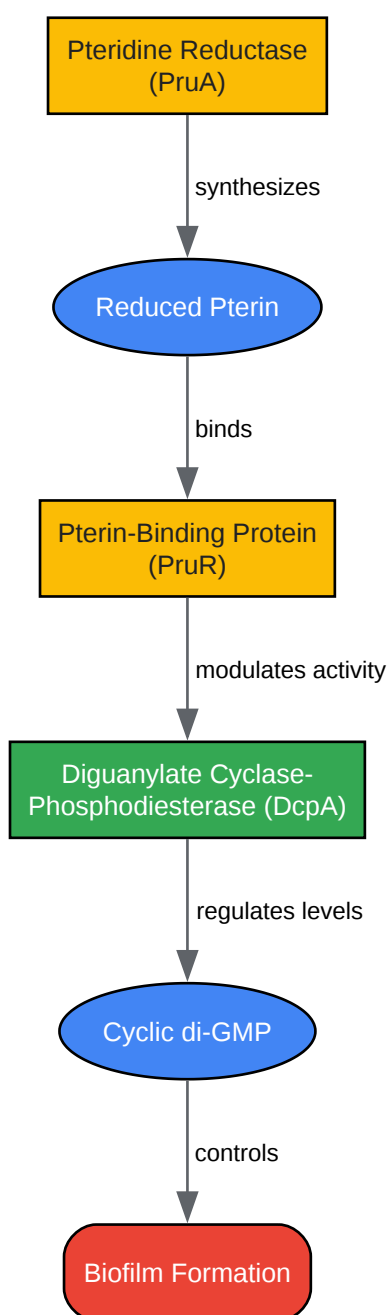 Pteridine Reductase
(PruA)
synthesizes
Reduced Pterin
binds
Pterin-Binding Protein
(PruR)
modulates activity
Diguanylate Cyclase-
Phosphodiesterase (DcpA)
regulates levels
Cyclic di-GMP
controls
Biofilm Formation